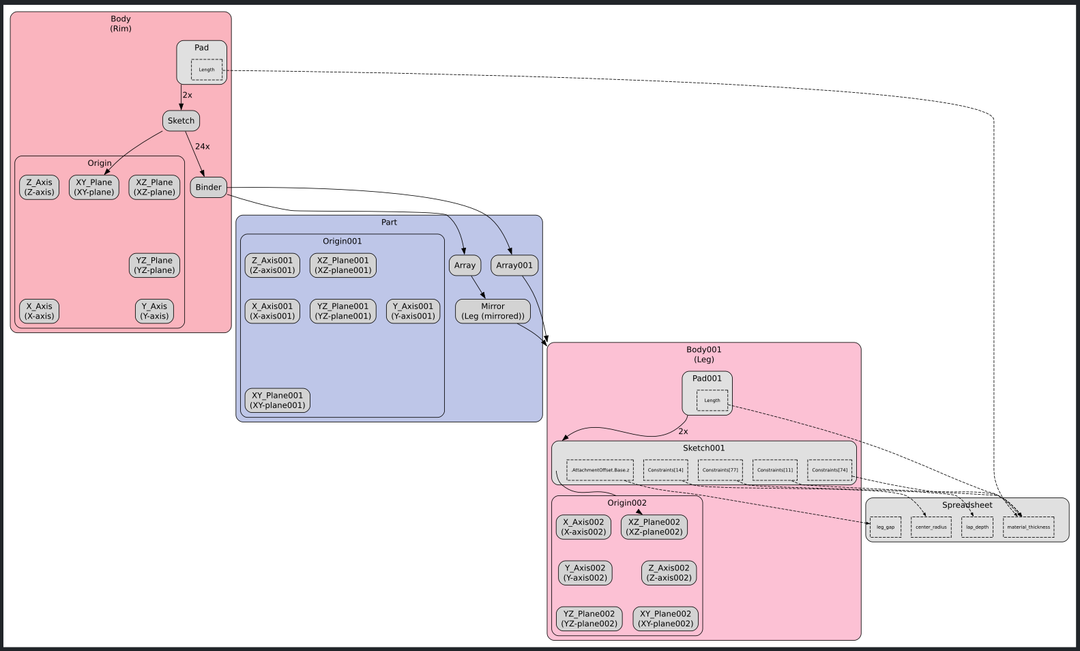 Body
(Rim)
Pad
Length
2x
Sketch
24x
Origin
Z_Axis
(Z-axis)
XY_Plane
(XY-plane)
XZ_Plane
(XZ-plane)
Binder
YZ_Plane
(YZ-plane)
X_Axis
(X-axis)
Y_Axis
(Y-axis)
Part
Origin001
Z_Axis001
(Z-axis001)
XZ_Plane001
(XZ-plane001)
Array
Array001
X_Axis001
(X-axis001)
YZ_Plane001
(YZ-plane001)
Y_Axis001
(Y-axis001)
Mirror
(Leg (mirrored))
XY_Plane001
(XY-plane001)
Body001
(Leg)
Pad001
Length
2x
Sketch001
.AttachmentOffset.Base.z
Constraints[14]
Constraints[77]
Constraints[11]
Constraints[74]
Origin002
X_Axis002
(X-axis002)
XZ_Plane002
(XZ-plane002)
Y_Axis002
(Y-axis002)
Z_Axis002
(Z-axis002)
YZ_Plane002
(YZ-plane002)
XY_Plane002
(XY-plane002)
Spreadsheet
leg_gap
center_radius
lap_depth
material_thickness